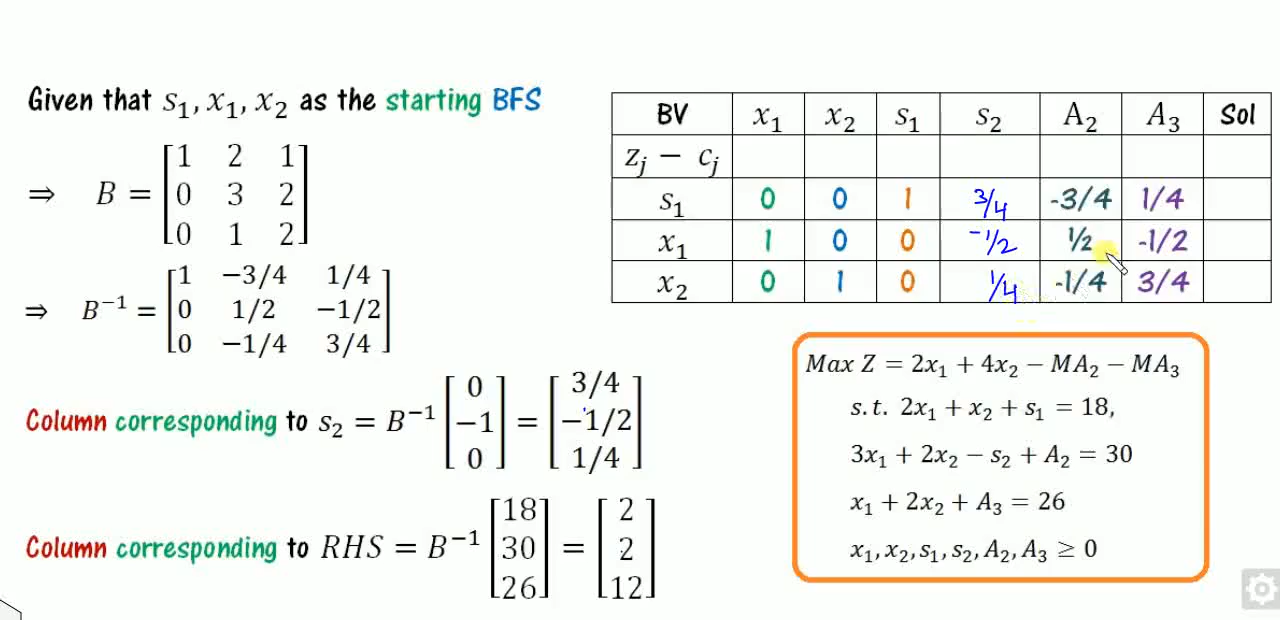 Given that s₁, x₁, x₂ as the starting BFS
⇒ B = [1 2 1
0 3 2
0 1 2]
⇒ B⁻¹ = [1 −3/4 1/4
0 1/2 −1/2
0 −1/4 3/4]
Column corresponding to s₂ = B⁻¹ [0 −1 0] = [3/4 −1/2 1/4]
Column corresponding to RHS = B⁻¹ [18 30 26] = [2 2 12]
BV x₁ x₂ s₁ s₂ A₂ A₃ Sol
Zⱼ − Cⱼ
s₁ 0 0 1 3/4 -3/4 1/4
x₁ 1 0 0 -1/2 1/2 -1/2
x₂ 0 1 0 1/4 -1/4 3/4
Max Z = 2x₁ + 4x₂ − MA₂ − MA₃
s.t. 2x₁ + x₂ + s₁ = 18,
3x₁ + 2x₂ − s₂ + A₂ = 30
x₁ + 2x₂ + A₃ = 26
x₁, x₂, s₁, s₂, A₂, A₃ ≥ 0